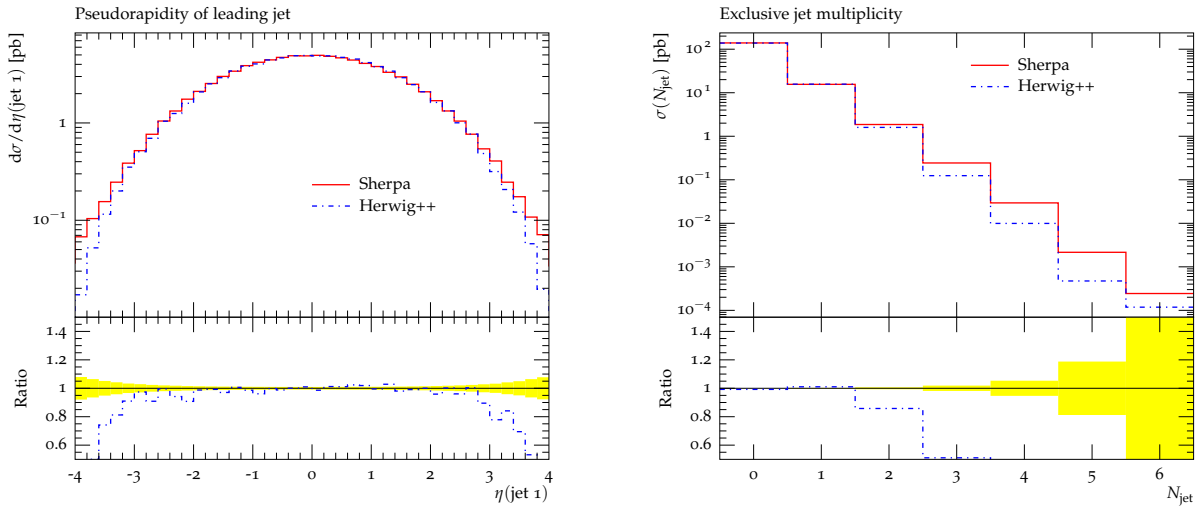 Pseudorapidity of leading jet
dσ/dη(jet 1) [pb]
1
10⁻¹
Sherpa
Herwig++
Ratio
1.4
1.2
1
0.8
0.6
-4 -3 -2 -1 0 1 2 3 4
η(jet 1)
Exclusive jet multiplicity
σ(N_jet) [pb]
10²
10¹
1
10⁻¹
10⁻²
10⁻³
10⁻⁴
Sherpa
Herwig++
Ratio
1.4
1.2
1
0.8
0.6
0 1 2 3 4 5 6
N_jet